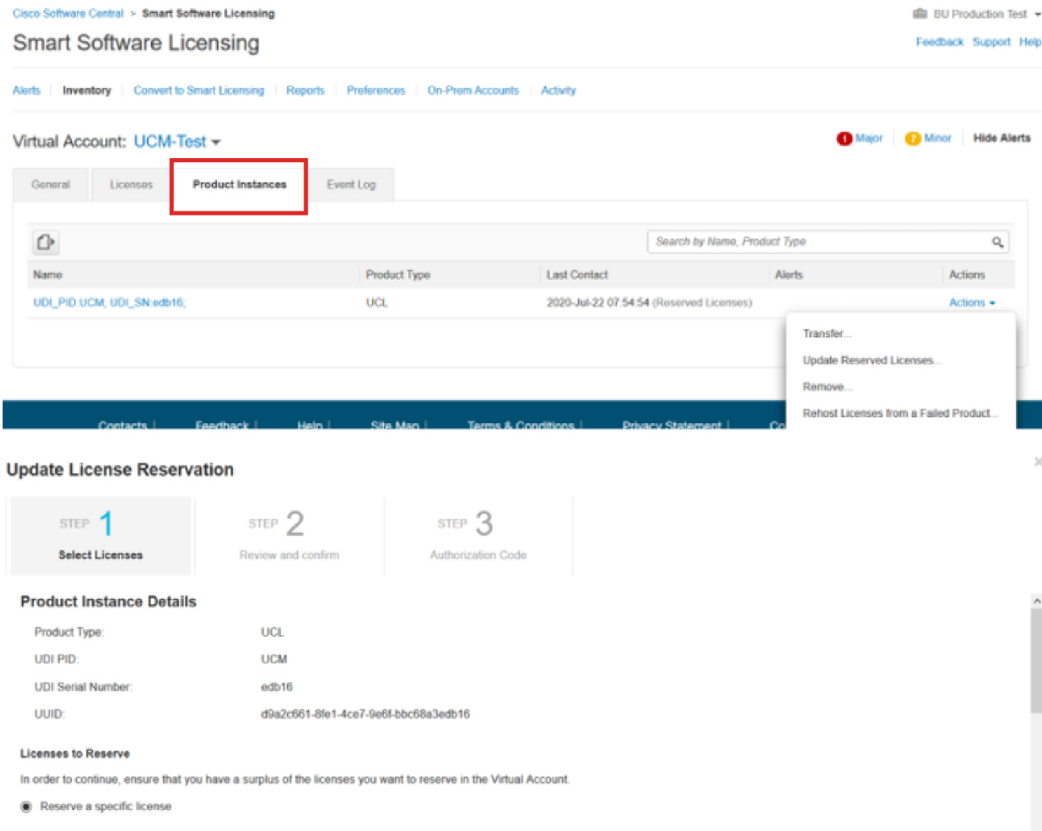 Cisco Software Central > Smart Software Licensing
BU Production Test
Smart Software Licensing
Feedback Support Help
Alerts Inventory Convert to Smart Licensing Reports Preferences On-Prem Accounts Activity
Virtual Account: UCM-Test
1 Major 7 Minor Hide Alerts
General Licenses Product Instances Event Log
Search by Name, Product Type
Name Product Type Last Contact Alerts Actions
UDI_PID:UCM; UDI_SN:edb16; UCL 2020-Jul-22 07:54:54 (Reserved Licenses) Actions
Transfer...
Update Reserved Licenses...
Remove...
Rehost Licenses from a Failed Product...
Contacts | Feedback | Help | Site Map | Terms & Conditions | Privacy Statement | Co
Update License Reservation
×
STEP 1 STEP 2 STEP 3
Select Licenses Review and confirm Authorization Code
Product Instance Details
Product Type: UCL
UDI PID: UCM
UDI Serial Number: edb16
UUID: d9a2c661-8fe1-4ce7-9e6f-bbc68a3edb16
Licenses to Reserve
In order to continue, ensure that you have a surplus of the licenses you want to reserve in the Virtual Account.
Reserve a specific license